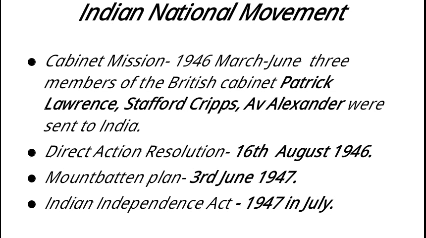 Indian National Movement
● Cabinet Mission- 1946 March-June three
members of the British cabinet Patrick
Lawrence, Stafford Cripps, Av Alexander were
sent to India.
● Direct Action Resolution- 16th August 1946.
● Mountbatten plan- 3rd June 1947.
● Indian Independence Act - 1947 in July.